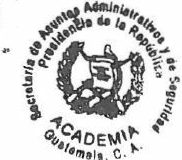 Secretaría de Asuntos Administrativos y de Seguridad
Presidencia de la República
ACADEMIA
Guatemala, C. A.